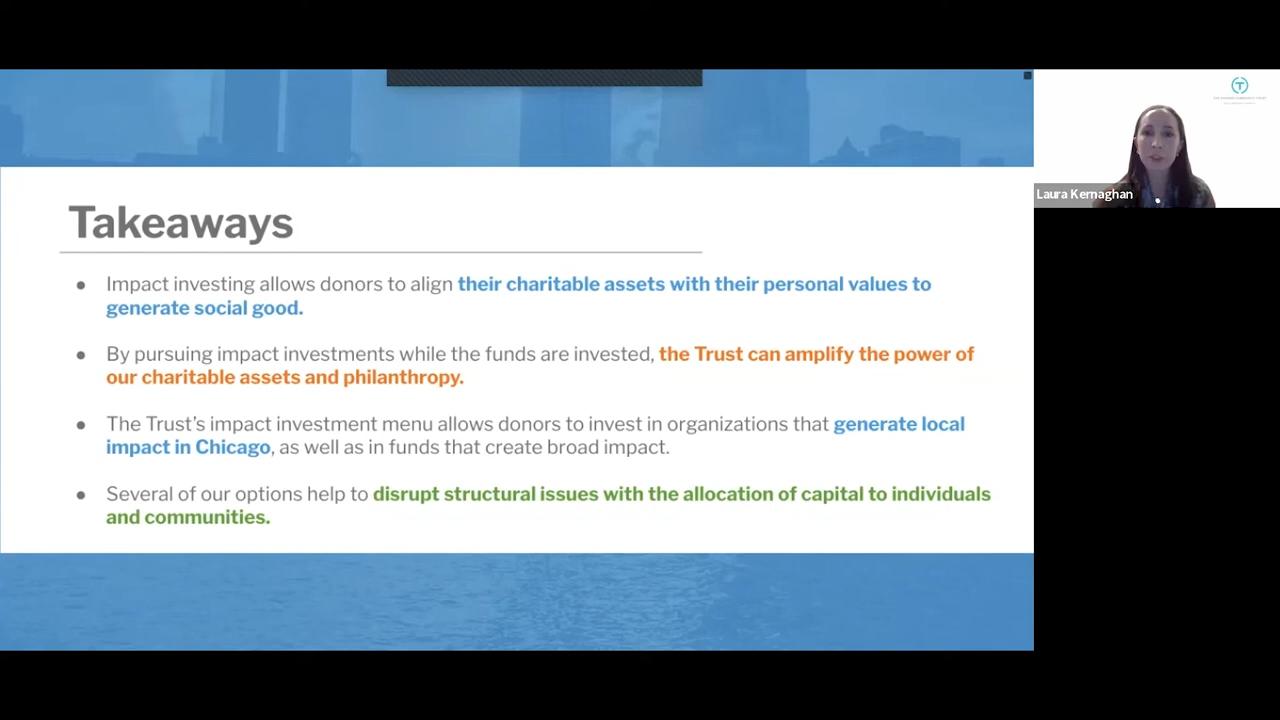 Takeaways
● Impact investing allows donors to align their charitable assets with their personal values to
generate social good.
● By pursuing impact investments while the funds are invested, the Trust can amplify the power of
our charitable assets and philanthropy.
● The Trust’s impact investment menu allows donors to invest in organizations that generate local
impact in Chicago, as well as in funds that create broad impact.
● Several of our options help to disrupt structural issues with the allocation of capital to individuals
and communities.
Laura Kernaghan